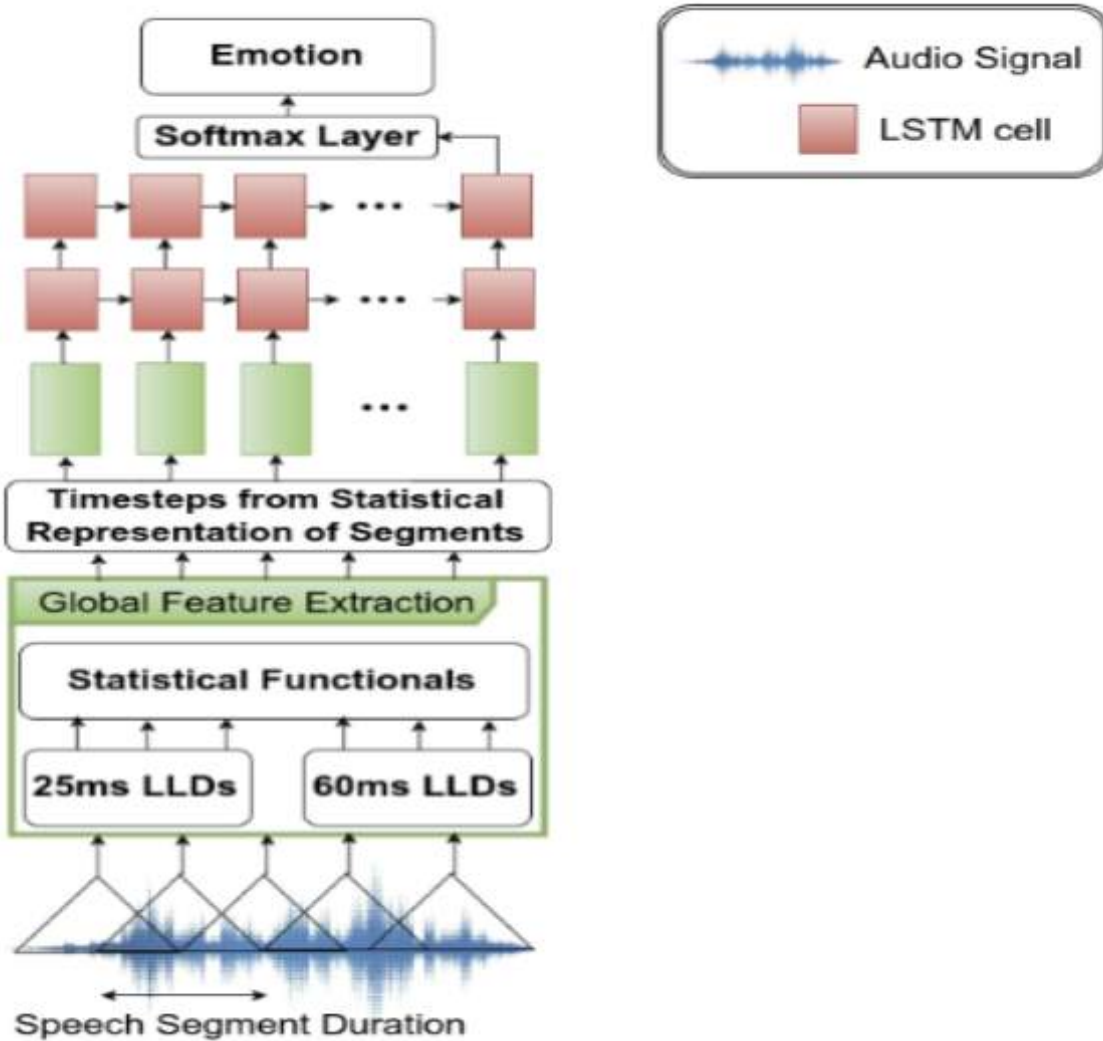 Emotion
Audio Signal
Softmax Layer
LSTM cell
Timesteps from Statistical
Representation of Segments
Global Feature Extraction
Statistical Functionals
25ms LLDs
60ms LLDs
Speech Segment Duration